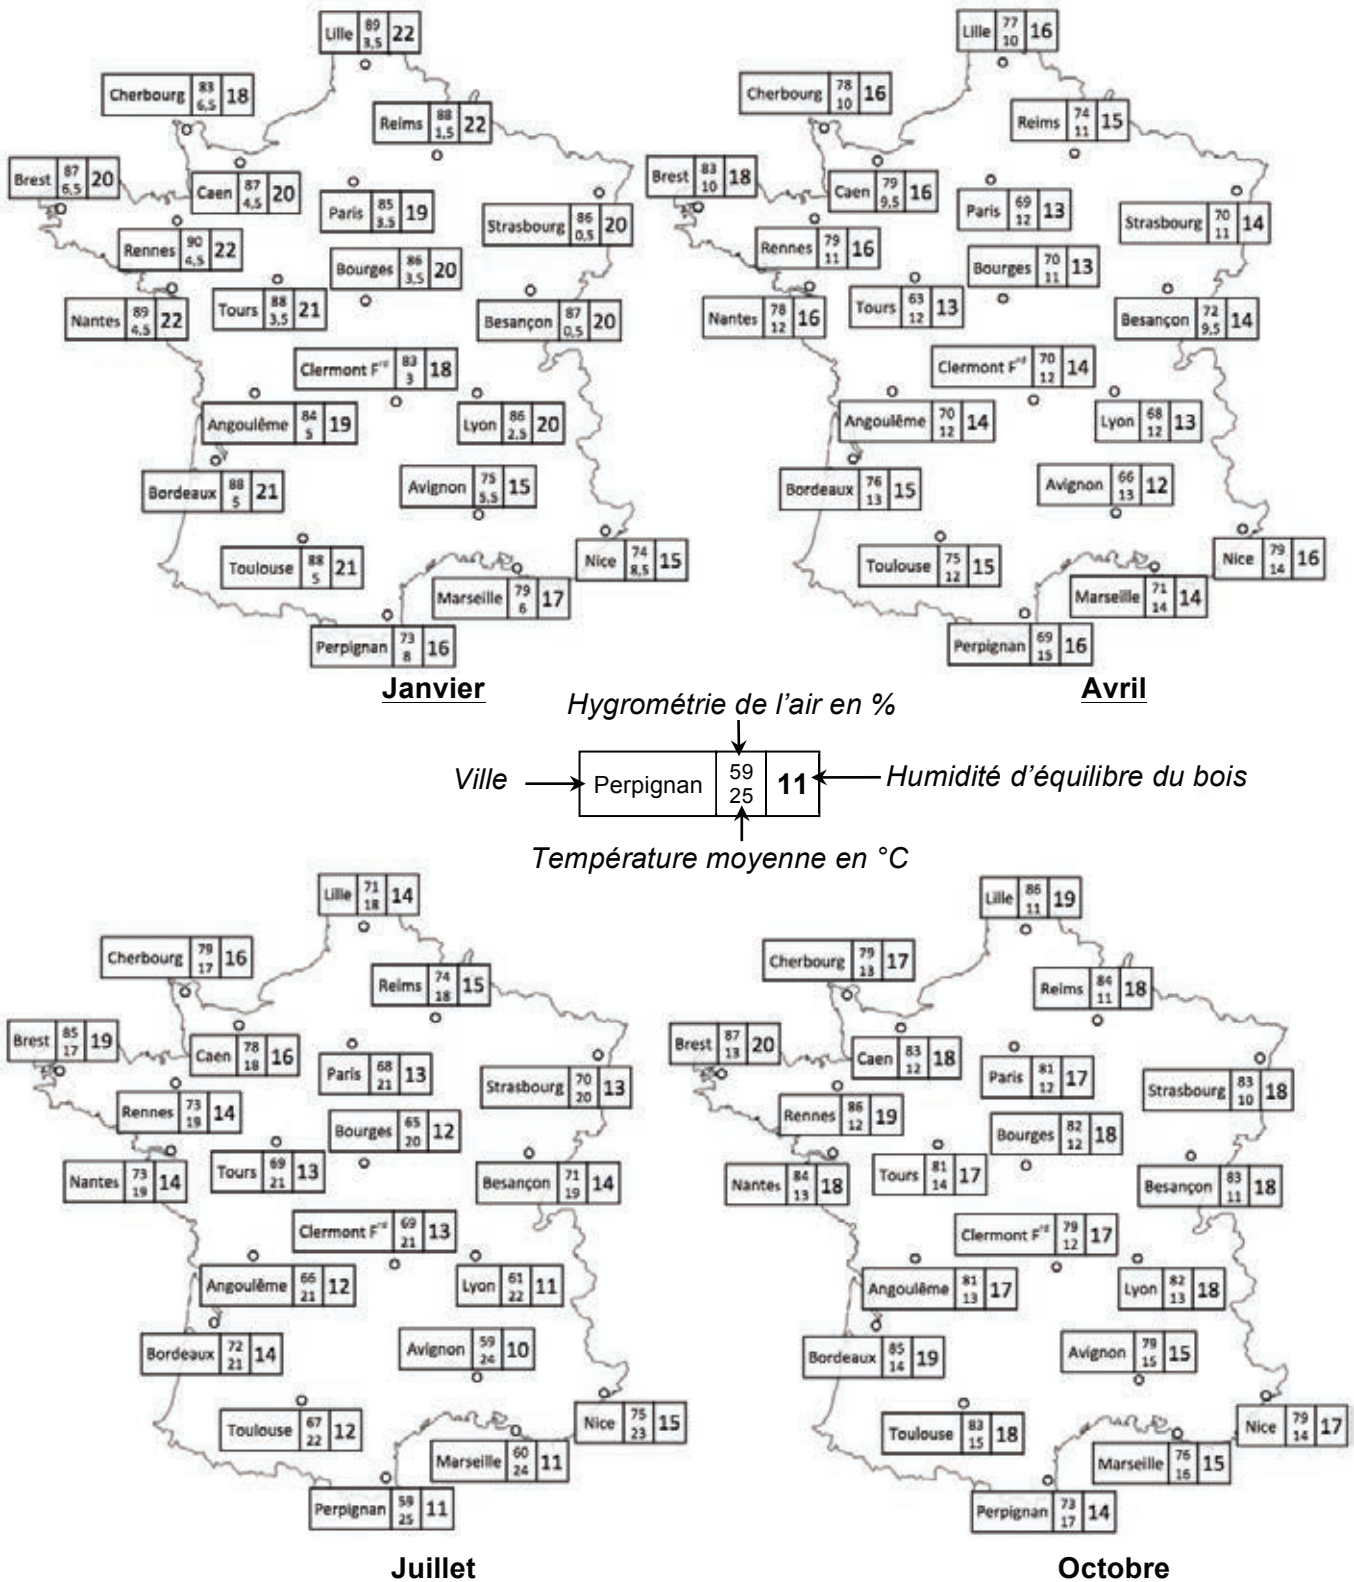 Lille 89 3,5 22
Cherbourg 83 6,5 18
Reims 88 1,5 22
Brest 87 6,5 20
Caen 87 4,5 20
Paris 85 3,5 19
Strasbourg 86 0,5 20
Rennes 90 4,5 22
Bourges 86 3,5 20
Nantes 89 4,5 22
Tours 88 3,5 21
Besançon 87 0,5 20
Clermont Frd 83 3 18
Angoulême 84 5 19
Lyon 86 2,5 20
Bordeaux 88 5 21
Avignon 75 5,5 15
Toulouse 88 5 21
Nice 74 8,5 15
Marseille 79 6 17
Perpignan 73 8 16
Janvier
Lille 77 10 16
Cherbourg 78 10 16
Reims 74 11 15
Brest 83 10 18
Caen 79 9,5 16
Paris 69 12 13
Strasbourg 70 11 14
Rennes 79 11 16
Bourges 70 11 13
Nantes 78 12 16
Tours 63 12 13
Besançon 72 9,5 14
Clermont Frd 70 12 14
Angoulême 70 12 14
Lyon 68 12 13
Bordeaux 76 13 15
Avignon 66 13 12
Toulouse 75 12 15
Nice 79 14 16
Marseille 71 14 14
Perpignan 69 15 16
Avril
Hygrométrie de l'air en %
Ville
Perpignan 59 25 11
Humidité d'équilibre du bois
Température moyenne en °C
Lille 71 18 14
Cherbourg 79 17 16
Reims 74 18 15
Brest 85 17 19
Caen 78 18 16
Paris 68 21 13
Strasbourg 70 20 13
Rennes 73 19 14
Bourges 65 20 12
Nantes 73 19 14
Tours 69 21 13
Besançon 71 19 14
Clermont Frd 69 21 13
Angoulême 66 21 12
Lyon 61 22 11
Bordeaux 72 21 14
Avignon 59 24 10
Toulouse 67 22 12
Nice 75 23 15
Marseille 60 24 11
Perpignan 59 25 11
Juillet
Lille 86 11 19
Cherbourg 79 13 17
Reims 84 11 18
Brest 87 13 20
Caen 83 12 18
Paris 81 12 17
Strasbourg 83 10 18
Rennes 86 12 19
Bourges 82 12 18
Nantes 84 13 18
Tours 81 14 17
Besançon 83 11 18
Clermont Frd 79 12 17
Angoulême 81 13 17
Lyon 82 13 18
Bordeaux 85 14 19
Avignon 79 15 15
Toulouse 83 15 18
Nice 79 14 17
Marseille 76 16 15
Perpignan 73 17 14
Octobre